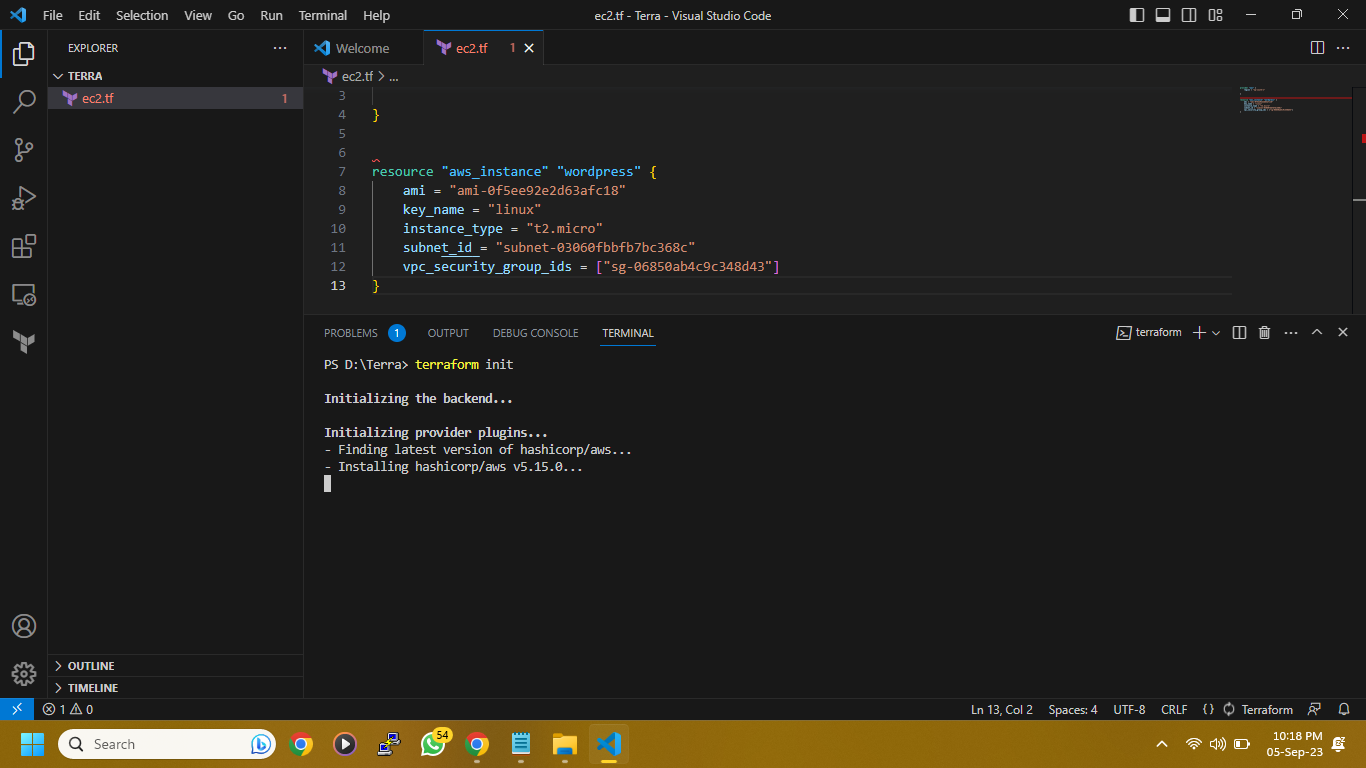 File Edit Selection View Go Run Terminal Help
ec2.tf - Terra - Visual Studio Code
EXPLORER
TERRA
ec2.tf 1
OUTLINE
TIMELINE
Welcome
ec2.tf 1
ec2.tf > ...
3
4 }
5
6
7 resource "aws_instance" "wordpress" {
8 ami = "ami-0f5ee92e2d63afc18"
9 key_name = "linux"
10 instance_type = "t2.micro"
11 subnet_id = "subnet-03060fbbfb7bc368c"
12 vpc_security_group_ids = ["sg-06850ab4c9c348d43"]
13 }
PROBLEMS 1 OUTPUT DEBUG CONSOLE TERMINAL
terraform
PS D:\Terra> terraform init
Initializing the backend...
Initializing provider plugins...
- Finding latest version of hashicorp/aws...
- Installing hashicorp/aws v5.15.0...
1 0
Ln 13, Col 2 Spaces: 4 UTF-8 CRLF {} Terraform
Search
54
10:18 PM
05-Sep-23